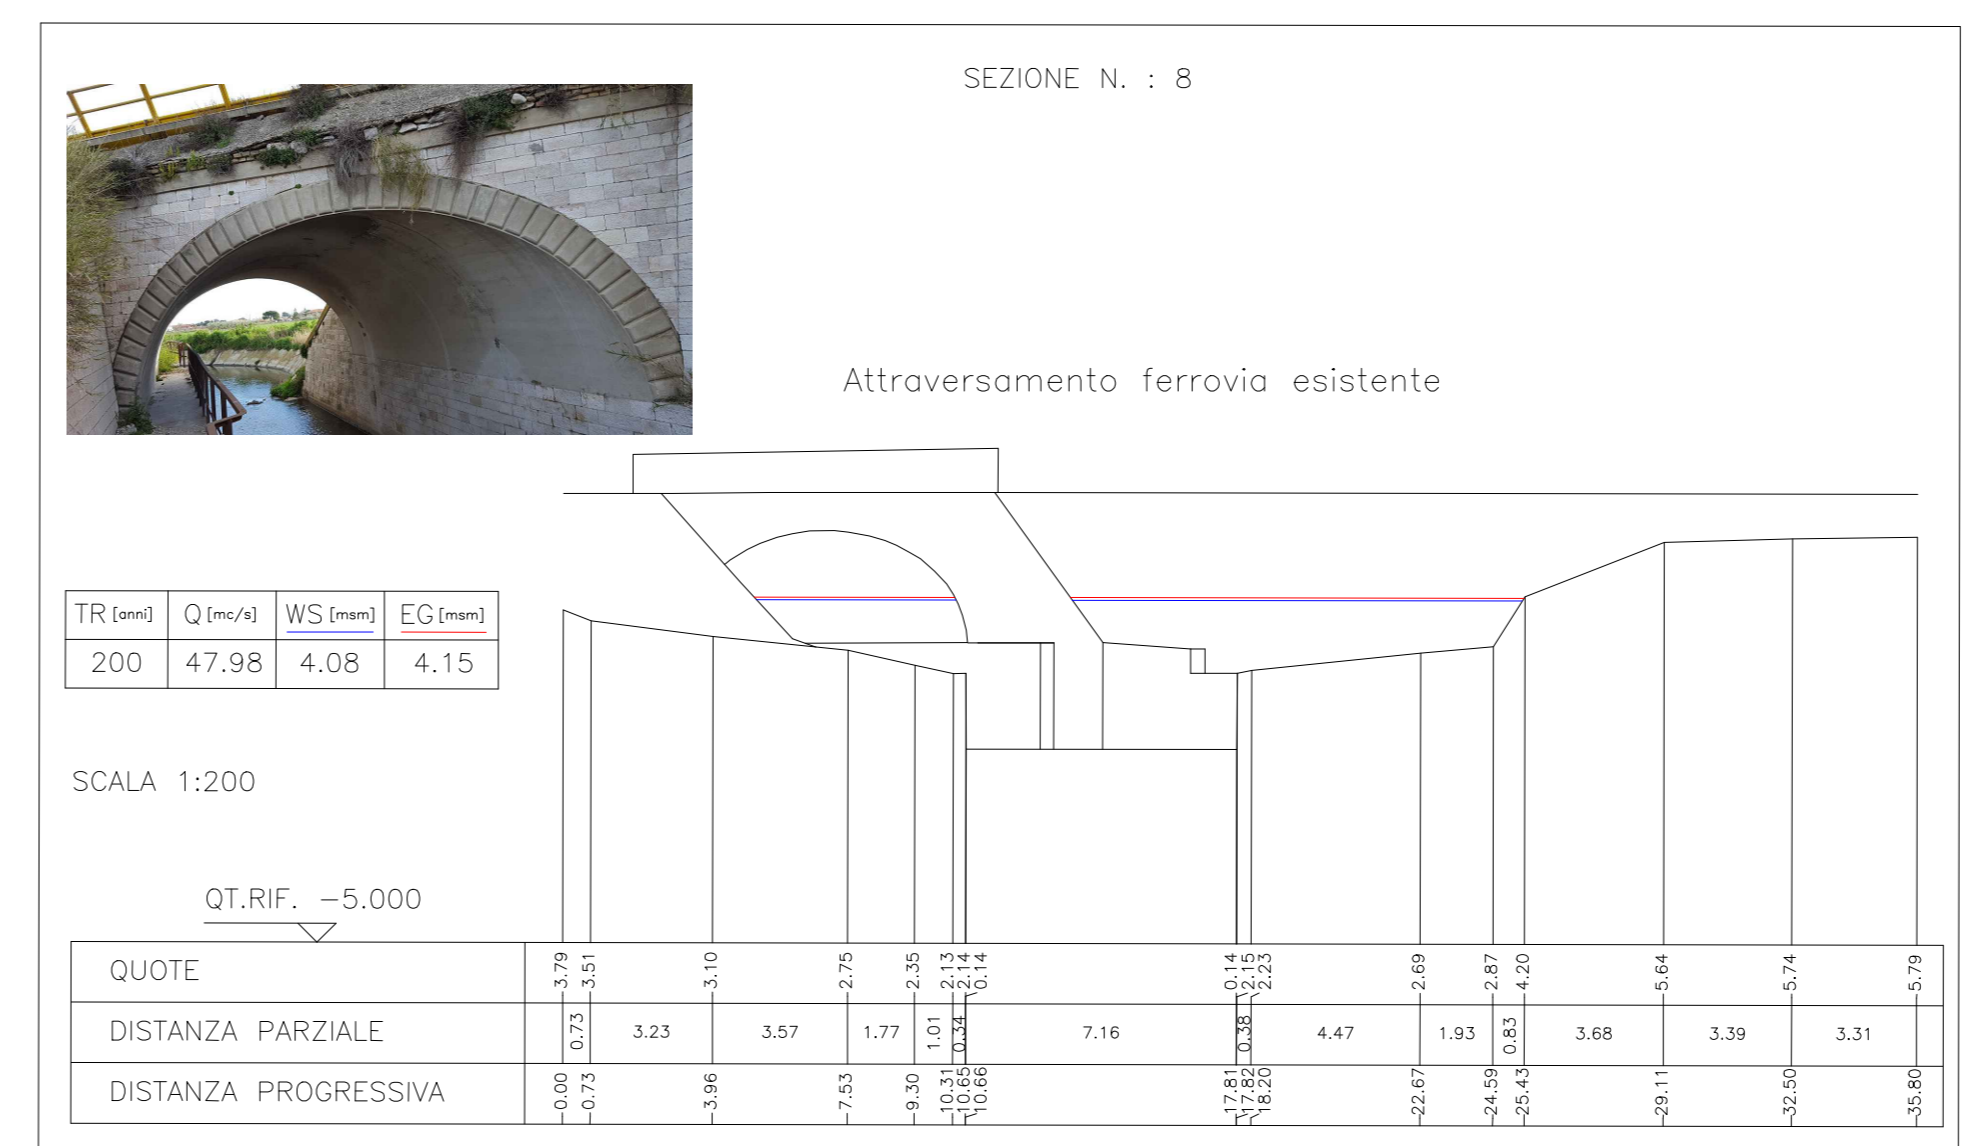 SEZIONE N. : 8
Attraversamento ferrovia esistente
TR [anni] Q [mc/s] WS [msm] EG [msm]
200 47.98 4.08 4.15
SCALA 1:200
QT.RIF. -5.000
QUOTE 3.79 3.51 3.10 2.75 2.35 2.13 2.14 0.14 0.14 2.15 2.23 2.69 2.87 4.20 5.64 5.74 5.79
DISTANZA PARZIALE 0.73 3.23 3.57 1.77 1.01 0.34 7.16 0.38 4.47 1.93 0.83 3.68 3.39 3.31
DISTANZA PROGRESSIVA 0.00 0.73 3.96 7.53 9.30 10.31 10.65 10.66 17.81 17.82 18.20 22.67 24.59 25.43 29.11 32.50 35.80